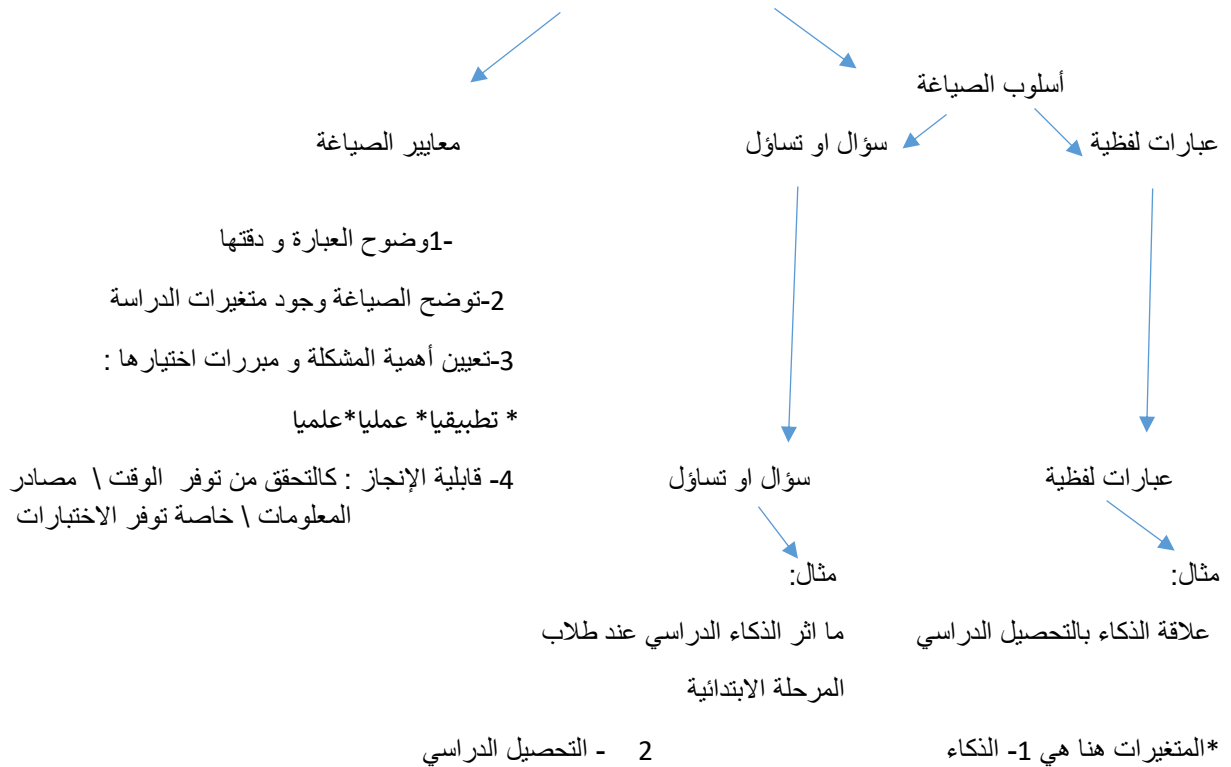 أسلوب الصياغة
عبارات لفظية
سؤال او تساؤل
معايير الصياغة
1-وضوح العبارة و دقتها
2-توضح الصياغة وجود متغيرات الدراسة
3-تعيين أهمية المشكلة و مبررات اختيارها :
* تطبيقيا* عمليا*علميا
4- قابلية الإنجاز : كالتحقق من توفر الوقت \ مصادر
المعلومات \ خاصة توفر الاختبارات
عبارات لفظية
سؤال او تساؤل
مثال:
مثال:
علاقة الذكاء بالتحصيل الدراسي
ما اثر الذكاء الدراسي عند طلاب
المرحلة الابتدائية
*المتغيرات هنا هي 1- الذكاء 2 - التحصيل الدراسي